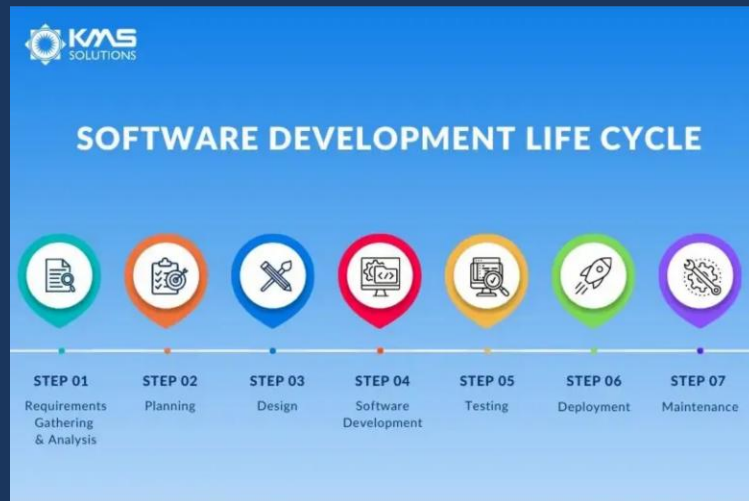 KMS
SOLUTIONS
SOFTWARE DEVELOPMENT LIFE CYCLE
</>
STEP 01
Requirements
Gathering
& Analysis
STEP 02
Planning
STEP 03
Design
STEP 04
Software
Development
STEP 05
Testing
STEP 06
Deployment
STEP 07
Maintenance